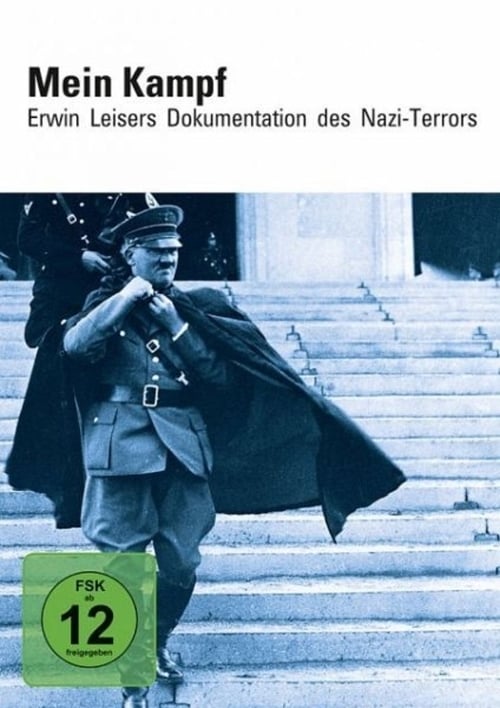 Mein Kampf
Erwin Leisers Dokumentation des Nazi-Terrors
FSK
ab
12
freigegeben